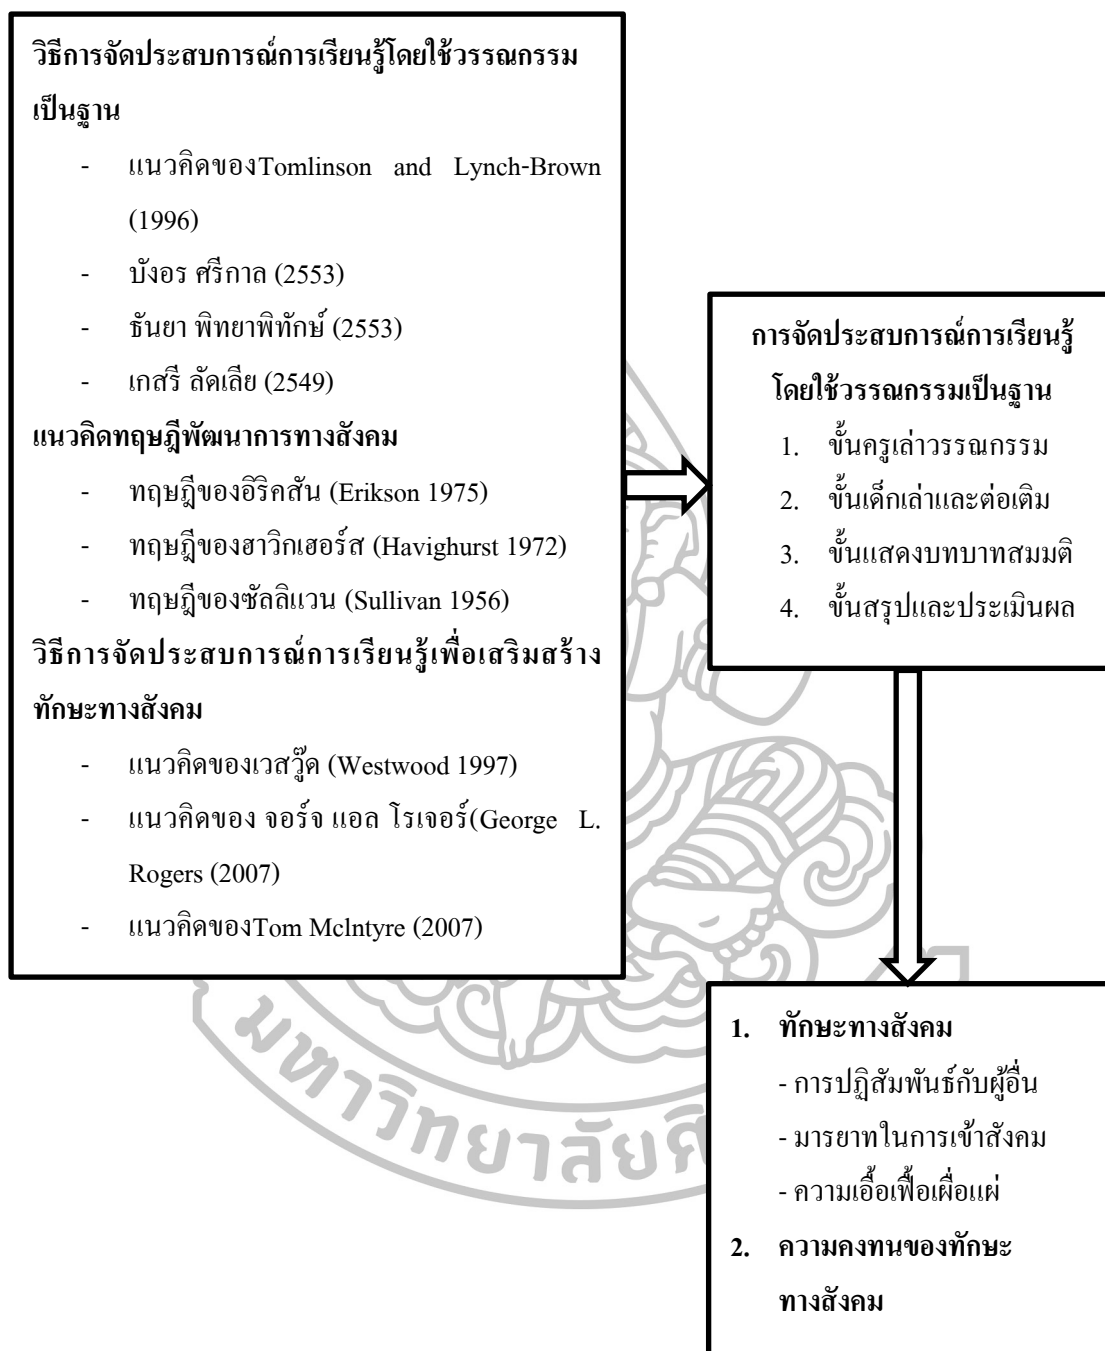 วิธีการจัดประสบการณ์การเรียนรู้โดยใช้วรรณกรรม
เป็นฐาน
- แนวคิดของTomlinson and Lynch-Brown
(1996)
- บังอร ศรีกาล (2553)
- ธันยา พิทยาพิทักษ์ (2553)
- เกสรี ลัดเลีย (2549)
แนวคิดทฤษฎีพัฒนาการทางสังคม
- ทฤษฎีของอิริคสัน (Erikson 1975)
- ทฤษฎีของฮาวิกเฮอร์ส (Havighurst 1972)
- ทฤษฎีของซัลลิแวน (Sullivan 1956)
วิธีการจัดประสบการณ์การเรียนรู้เพื่อเสริมสร้าง
ทักษะทางสังคม
- แนวคิดของเวสวู๊ด (Westwood 1997)
- แนวคิดของ จอร์จ แอล โรเจอร์(George L.
Rogers (2007)
- แนวคิดของTom Mclntyre (2007)
การจัดประสบการณ์การเรียนรู้
โดยใช้วรรณกรรมเป็นฐาน
1. ขั้นครูเล่าวรรณกรรม
2. ขั้นเด็กเล่าและต่อเติม
3. ขั้นแสดงบทบาทสมมติ
4. ขั้นสรุปและประเมินผล
1. ทักษะทางสังคม
- การปฏิสัมพันธ์กับผู้อื่น
- มารยาทในการเข้าสังคม
- ความเอื้อเฟื้อเผื่อแผ่
2. ความคงทนของทักษะ
ทางสังคม
มหาวิทยาลัยศิ